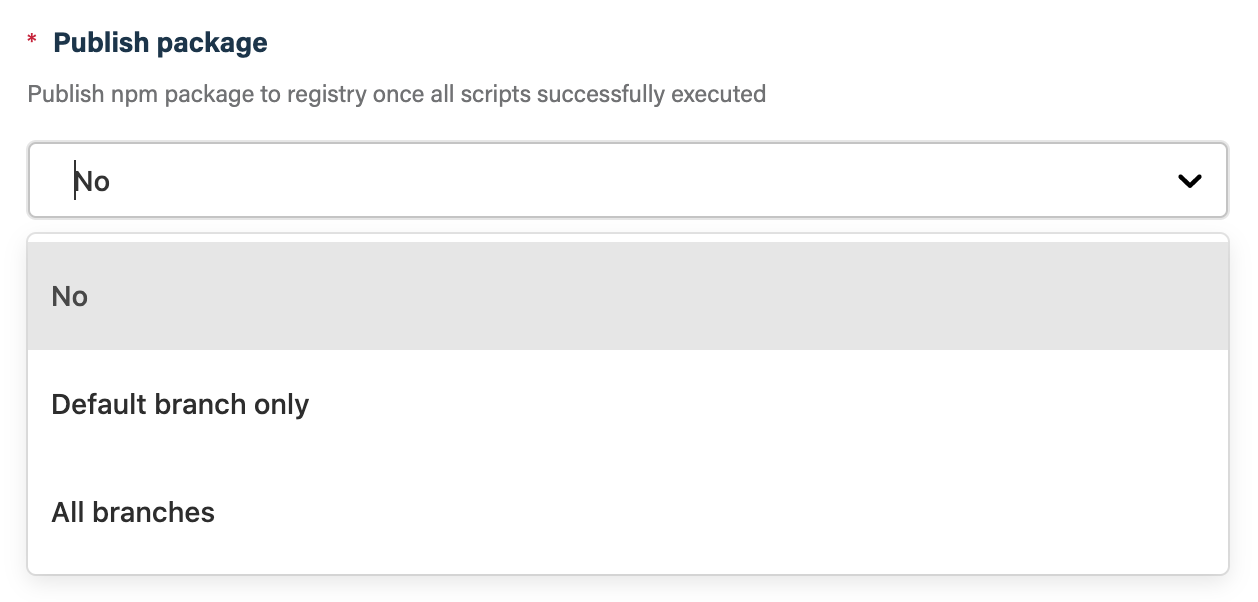 * Publish package
Publish npm package to registry once all scripts successfully executed
No
No
Default branch only
All branches